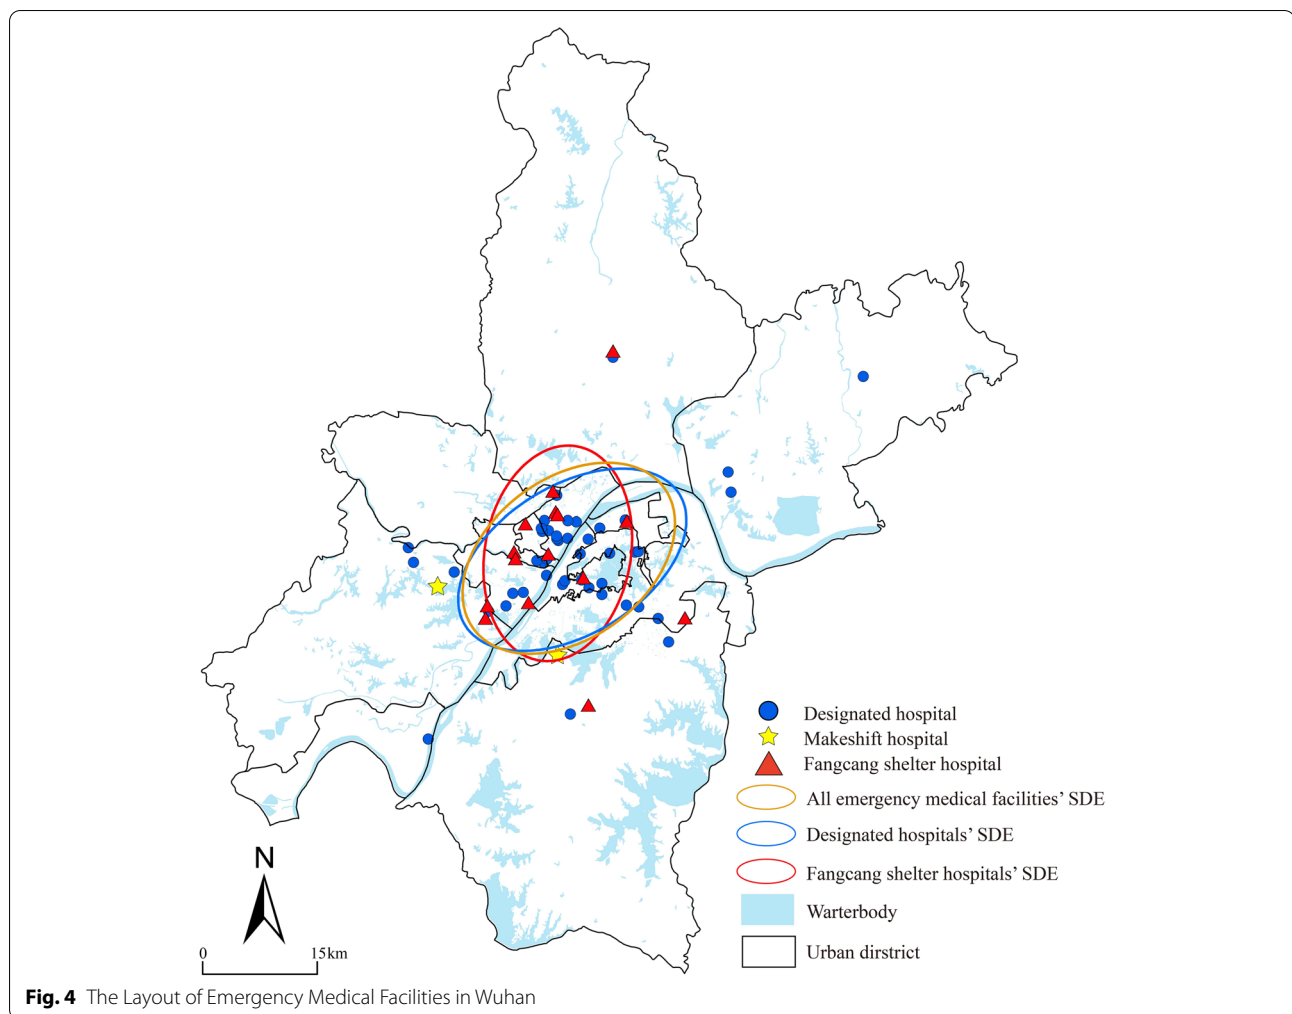 Designated hospital
Makeshift hospital
Fangcang shelter hospital
All emergency medical facilities’ SDE
Designated hospitals’ SDE
Fangcang shelter hospitals’ SDE
Warterbody
Urban dirstrict
N
0 15km
Fig. 4 The Layout of Emergency Medical Facilities in Wuhan